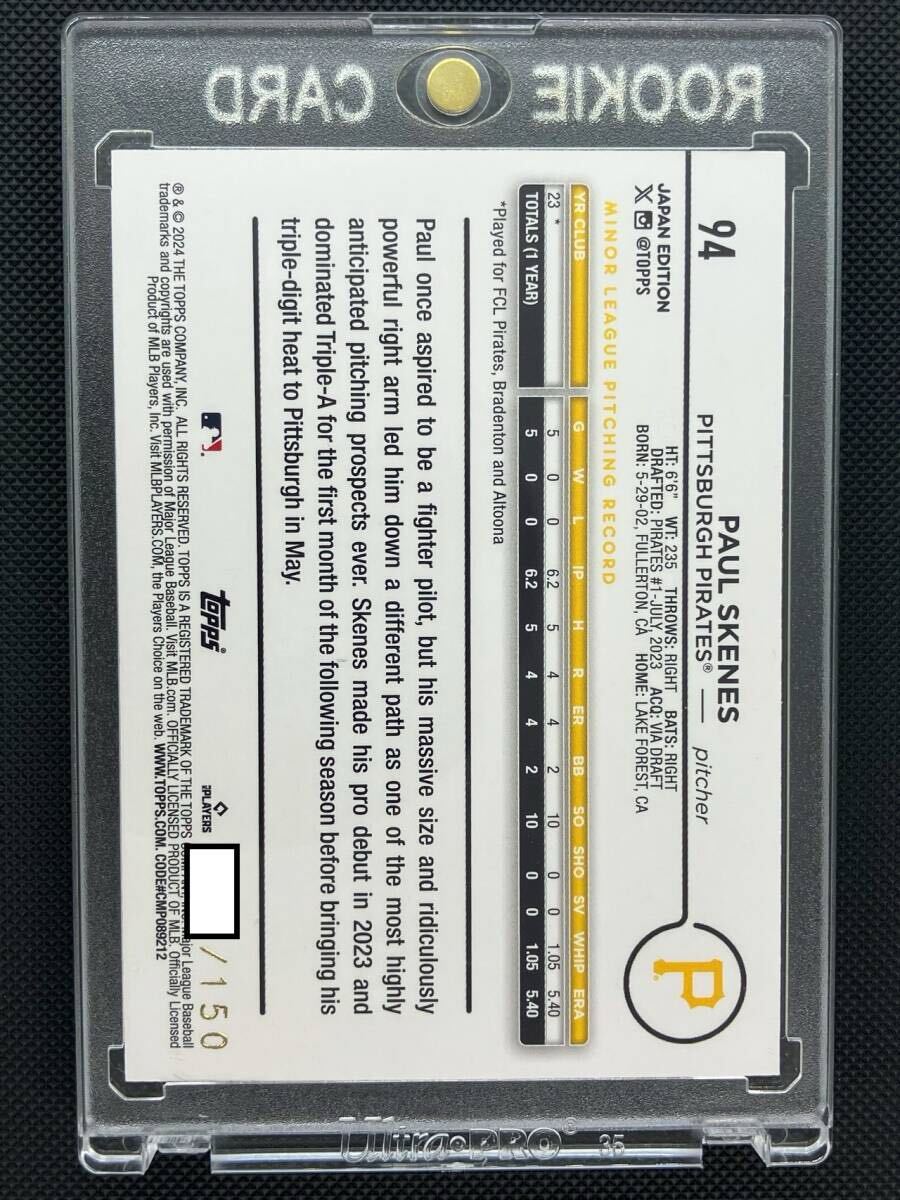 ROOKIE CARD
94
PAUL SKENES
PITTSBURGH PIRATES® — pitcher
JAPAN EDITION
@TOPPS
HT: 6'6" WT: 235 THROWS: RIGHT BATS: RIGHT
DRAFTED: PIRATES #1-JULY, 2023 ACQ: VIA DRAFT
BORN: 5-29-02, FULLERTON, CA HOME: LAKE FOREST, CA
P
MINOR LEAGUE PITCHING RECORD
YR CLUB G W L IP H R ER BB SO SHO SV WHIP ERA
23 * 5 0 0 6.2 5 4 4 2 10 0 0 1.05 5.40
TOTALS (1 YEAR) 5 0 0 6.2 5 4 4 2 10 0 0 1.05 5.40
*Played for FCL Pirates, Bradenton and Altoona
Paul once aspired to be a fighter pilot, but his massive size and ridiculously
powerful right arm led him down a different path as one of the most highly
anticipated pitching prospects ever. Skenes made his pro debut in 2023 and
dominated Triple-A for the first month of the following season before bringing his
triple-digit heat to Pittsburgh in May.
topps®
PLAYERS
/150
® & © 2024 THE TOPPS COMPANY, INC. ALL RIGHTS RESERVED. TOPPS IS A REGISTERED TRADEMARK OF THE TOPPS Major League Baseball
trademarks and copyrights are used with permission of Major League Baseball. Visit MLB.com. OFFICIALLY LICENSED PRODUCT OF MLB. Officially Licensed
Product of MLB Players, Inc. Visit MLBPLAYERS.COM, the Players Choice on the web. WWW.TOPPS.COM. CODE#CMP089212
Ultra•PRO® 35